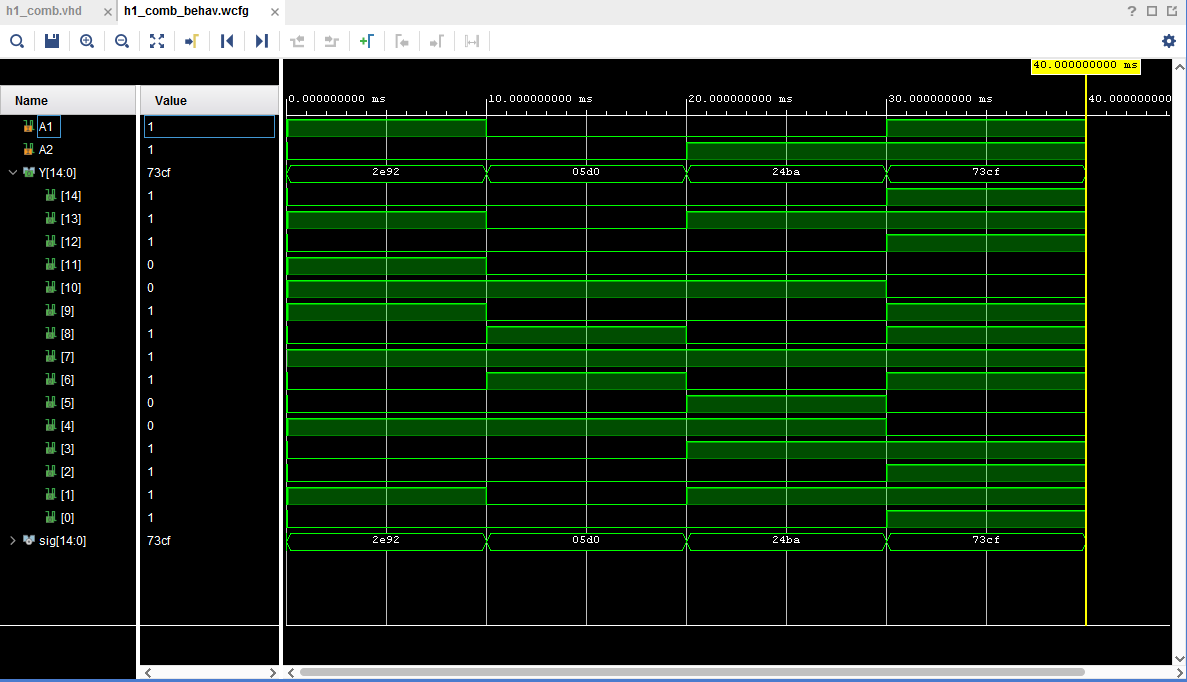 h1_comb.vhd × h1_comb_behav.wcfg ×
?
40.000000000 ms
Name Value
0.000000000 ms 10.000000000 ms 20.000000000 ms 30.000000000 ms 40.000000000
A1 1
A2 1
Y[14:0] 73cf 2e92 05d0 24ba 73cf
[14] 1
[13] 1
[12] 1
[11] 0
[10] 0
[9] 1
[8] 1
[7] 1
[6] 1
[5] 0
[4] 0
[3] 1
[2] 1
[1] 1
[0] 1
sig[14:0] 73cf 2e92 05d0 24ba 73cf